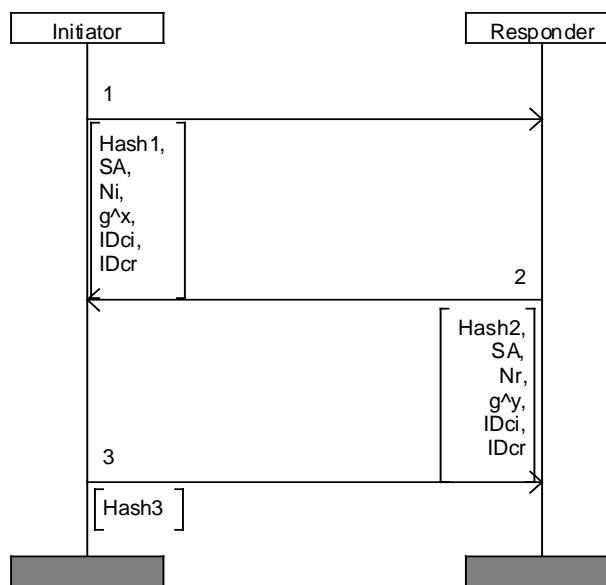 Initiator
Responder
1
Hash1,
SA,
Ni,
g^x,
IDci,
IDcr
2
Hash2,
SA,
Nr,
g^y,
IDci,
IDcr
3
Hash3